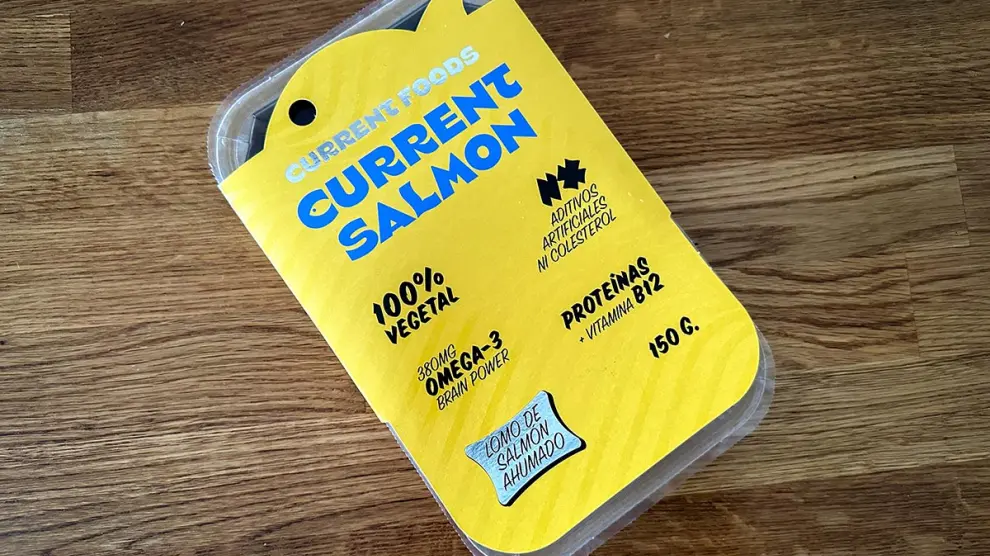 CURRENT FOODS
CURRENT
SALMON
NX
ADITIVOS
ARTIFICIALES
NI COLESTEROL
100%
VEGETAL
PROTEÍNAS
+ VITAMINA B12
380MG
OMEGA-3
BRAIN POWER
150 G.
LOMO DE
SALMÓN
AHUMADO